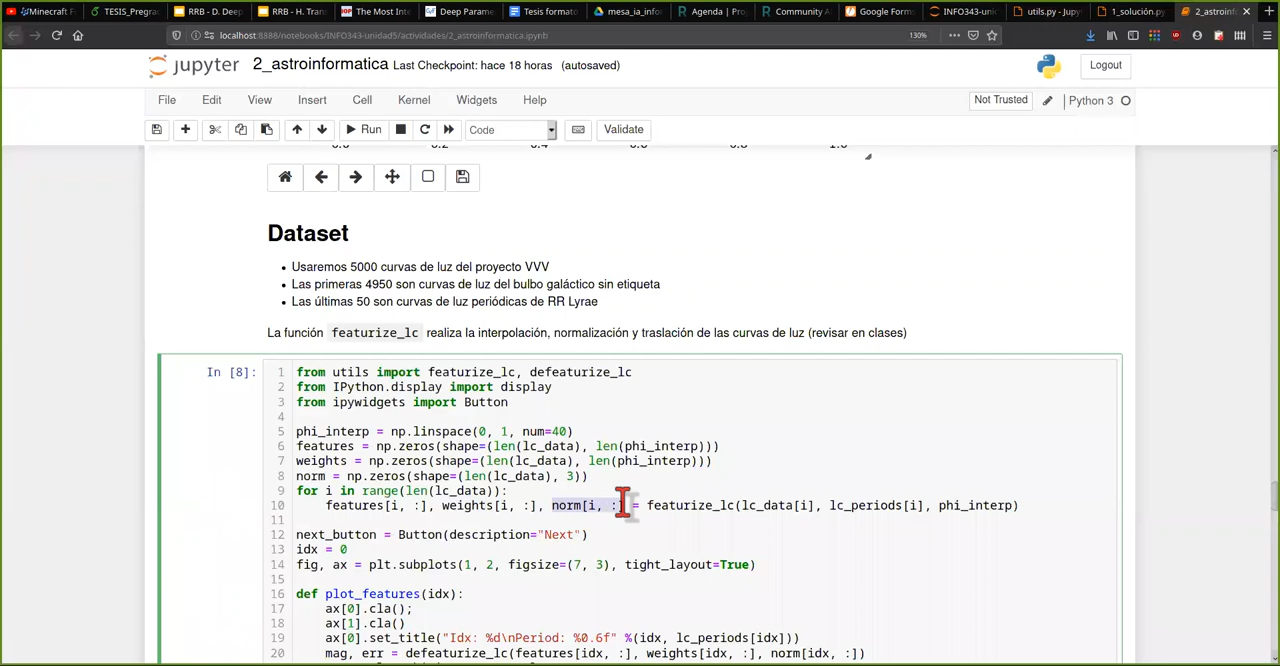 Minecraft F
TESIS_Pregra
RRB - D. Deep
RRB - H. Tran
The Most Inte
Deep Parame
Tesis formato
mesa_ia_info
Agenda | Pro
Community A
Google Form
INFO343-unid
utils.py - Jupy
1_solución.py
2_astroinf
localhost:8888/notebooks/INFO343-unidad5/actividades/2_astroinformatica.ipynb
130%
jupyter 2_astroinformatica Last Checkpoint: hace 18 horas (autosaved)
Logout
File Edit View Insert Cell Kernel Widgets Help
Not Trusted
Python 3
Run
Code
Validate
Dataset
• Usaremos 5000 curvas de luz del proyecto VVV
• Las primeras 4950 son curvas de luz del bulbo galáctico sin etiqueta
• Las últimas 50 son curvas de luz periódicas de RR Lyrae
La función featurize_lc realiza la interpolación, normalización y traslación de las curvas de luz (revisar en clases)
In [8]:
1 from utils import featurize_lc, defeaturize_lc
2 from IPython.display import display
3 from ipywidgets import Button
4
5 phi_interp = np.linspace(0, 1, num=40)
6 features = np.zeros(shape=(len(lc_data), len(phi_interp)))
7 weights = np.zeros(shape=(len(lc_data), len(phi_interp)))
8 norm = np.zeros(shape=(len(lc_data), 3))
9 for i in range(len(lc_data)):
10 features[i, :], weights[i, :], norm[i, :] = featurize_lc(lc_data[i], lc_periods[i], phi_interp)
11
12 next_button = Button(description="Next")
13 idx = 0
14 fig, ax = plt.subplots(1, 2, figsize=(7, 3), tight_layout=True)
15
16 def plot_features(idx):
17 ax[0].cla();
18 ax[1].cla()
19 ax[0].set_title("Idx: %d\nPeriod: %0.6f" %(idx, lc_periods[idx]))
20 mag, err = defeaturize_lc(features[idx, :], weights[idx, :], norm[idx, :])